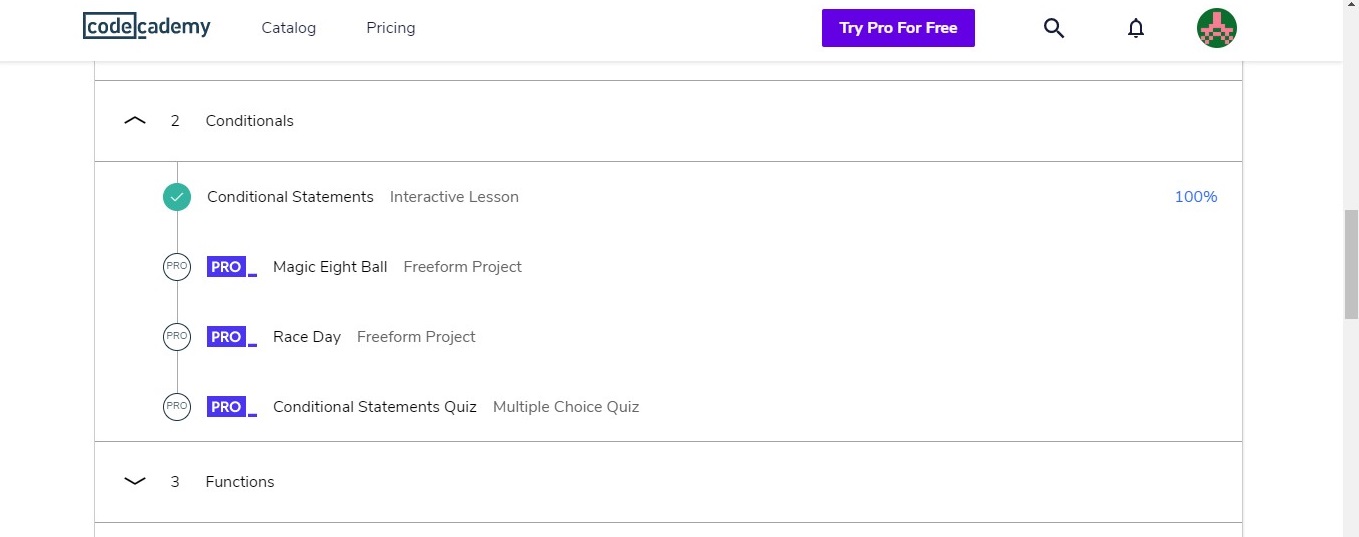 codecademy Catalog Pricing Try Pro For Free
2 Conditionals
Conditional Statements Interactive Lesson 100%
PRO PRO Magic Eight Ball Freeform Project
PRO PRO Race Day Freeform Project
PRO PRO Conditional Statements Quiz Multiple Choice Quiz
3 Functions